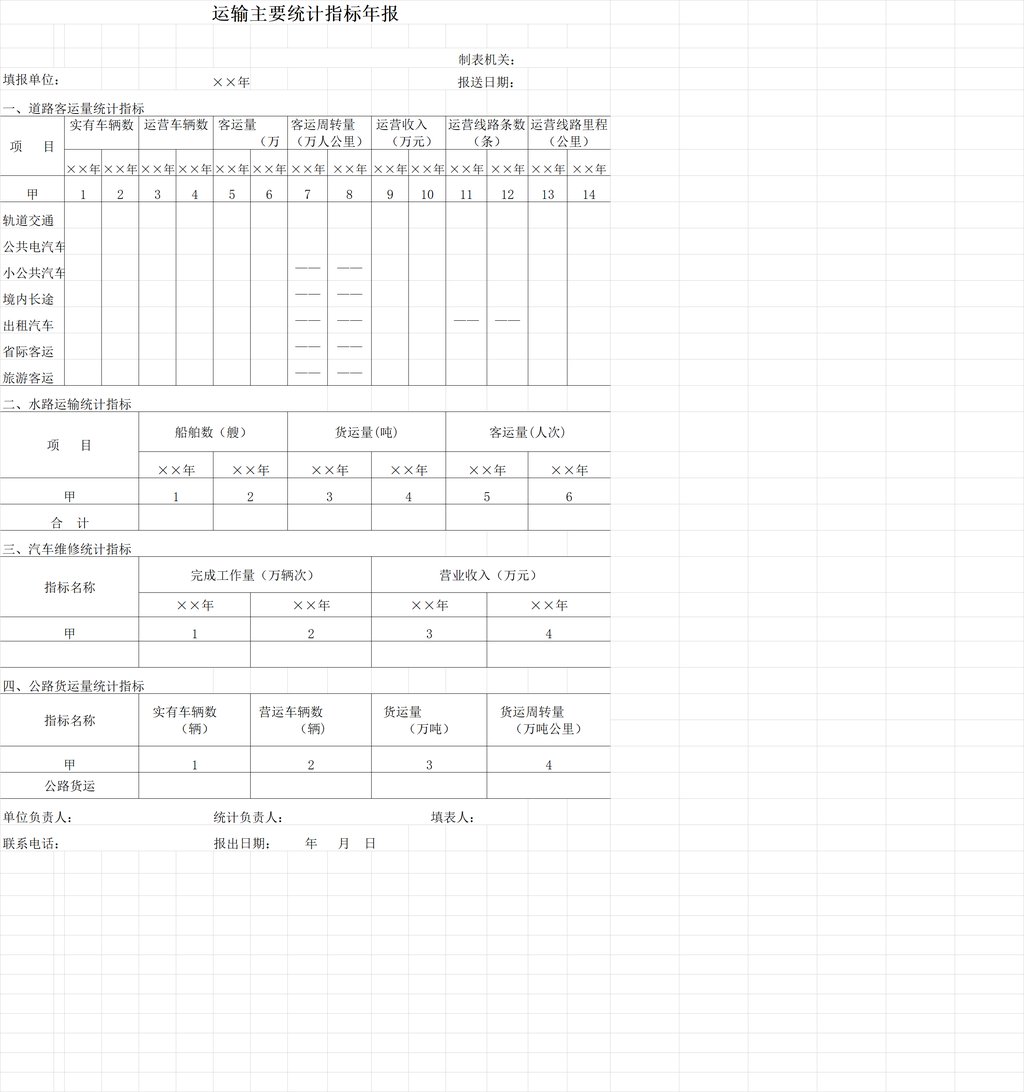 运输主要统计指标年报
制表机关：
填报单位： ××年 报送日期：
一、道路客运量统计指标
项 目 实有车辆数 运营车辆数 客运量（万 客运周转量（万人公里） 运营收入（万元） 运营线路条数（条） 运营线路里程（公里）
××年 ××年 ××年 ××年 ××年 ××年 ××年 ××年 ××年 ××年 ××年 ××年 ××年 ××年
甲 1 2 3 4 5 6 7 8 9 10 11 12 13 14
轨道交通
公共电汽车
小公共汽车 —— ——
境内长途 —— ——
出租汽车 —— —— —— ——
省际客运 —— ——
旅游客运 —— ——
二、水路运输统计指标
项 目 船舶数（艘） 货运量(吨) 客运量(人次)
××年 ××年 ××年 ××年 ××年 ××年
甲 1 2 3 4 5 6
合 计
三、汽车维修统计指标
指标名称 完成工作量（万辆次） 营业收入（万元）
××年 ××年 ××年 ××年
甲 1 2 3 4
四、公路货运量统计指标
指标名称 实有车辆数（辆） 营运车辆数（辆) 货运量（万吨） 货运周转量（万吨公里）
甲 1 2 3 4
公路货运
单位负责人： 统计负责人： 填表人：
联系电话： 报出日期： 年 月 日